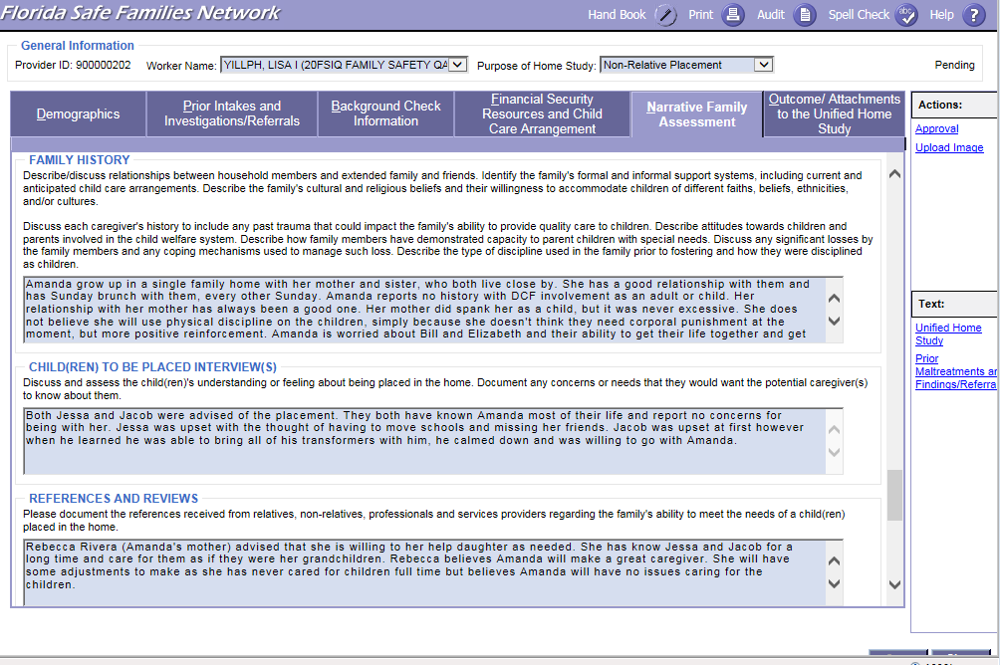 Florida Safe Families Network
Hand Book Print Audit Spell Check abc Help ?
General Information
Provider ID: 900000202 Worker Name: YILLPH, LISA I (20FSIQ FAMILY SAFETY QA Purpose of Home Study: Non-Relative Placement Pending
Demographics
Prior Intakes and
Investigations/Referrals
Background Check
Information
Financial Security
Resources and Child
Care Arrangement
Narrative Family
Assessment
Outcome/ Attachments
to the Unified Home
Study
Actions:
Approval
Upload Image
FAMILY HISTORY
Describe/discuss relationships between household members and extended family and friends. Identify the family's formal and informal support systems, including current and
anticipated child care arrangements. Describe the family's cultural and religious beliefs and their willingness to accommodate children of different faiths, beliefs, ethnicities,
and/or cultures.
Discuss each caregiver's history to include any past trauma that could impact the family's ability to provide quality care to children. Describe attitudes towards children and
parents involved in the child welfare system. Describe how family members have demonstrated capacity to parent children with special needs. Discuss any significant losses by
the family members and any coping mechanisms used to manage such loss. Describe the type of discipline used in the family prior to fostering and how they were disciplined
as children.
Amanda grow up in a single family home with her mother and sister, who both live close by. She has a good relationship with them and
has Sunday brunch with them, every other Sunday. Amanda reports no history with DCF involvement as an adult or child. Her
relationship with her mother has always been a good one. Her mother did spank her as a child, but it was never excessive. She does
not believe she will use physical discipline on the children, simply because she doesn't think they need corporal punishment at the
moment, but more positive reinforcement. Amanda is worried about Bill and Elizabeth and their ability to get their life together and get
Text:
Unified Home
Study
Prior
Maltreatments an
Findings/Referra
CHILD(REN) TO BE PLACED INTERVIEW(S)
Discuss and assess the child(ren)'s understanding or feeling about being placed in the home. Document any concerns or needs that they would want the potential caregiver(s)
to know about them.
Both Jessa and Jacob were advised of the placement. They both have known Amanda most of their life and report no concerns for
being with her. Jessa was upset with the thought of having to move schools and missing her friends. Jacob was upset at first however
when he learned he was able to bring all of his transformers with him, he calmed down and was willing to go with Amanda.
REFERENCES AND REVIEWS
Please document the references received from relatives, non-relatives, professionals and services providers regarding the family's ability to meet the needs of a child(ren)
placed in the home.
Rebecca Rivera (Amanda's mother) advised that she is willing to her help daughter as needed. She has know Jessa and Jacob for a
long time and care for them as if they were her grandchildren. Rebecca believes Amanda will make a great caregiver. She will have
some adjustments to make as she has never cared for children full time but believes Amanda will have no issues caring for the
children.